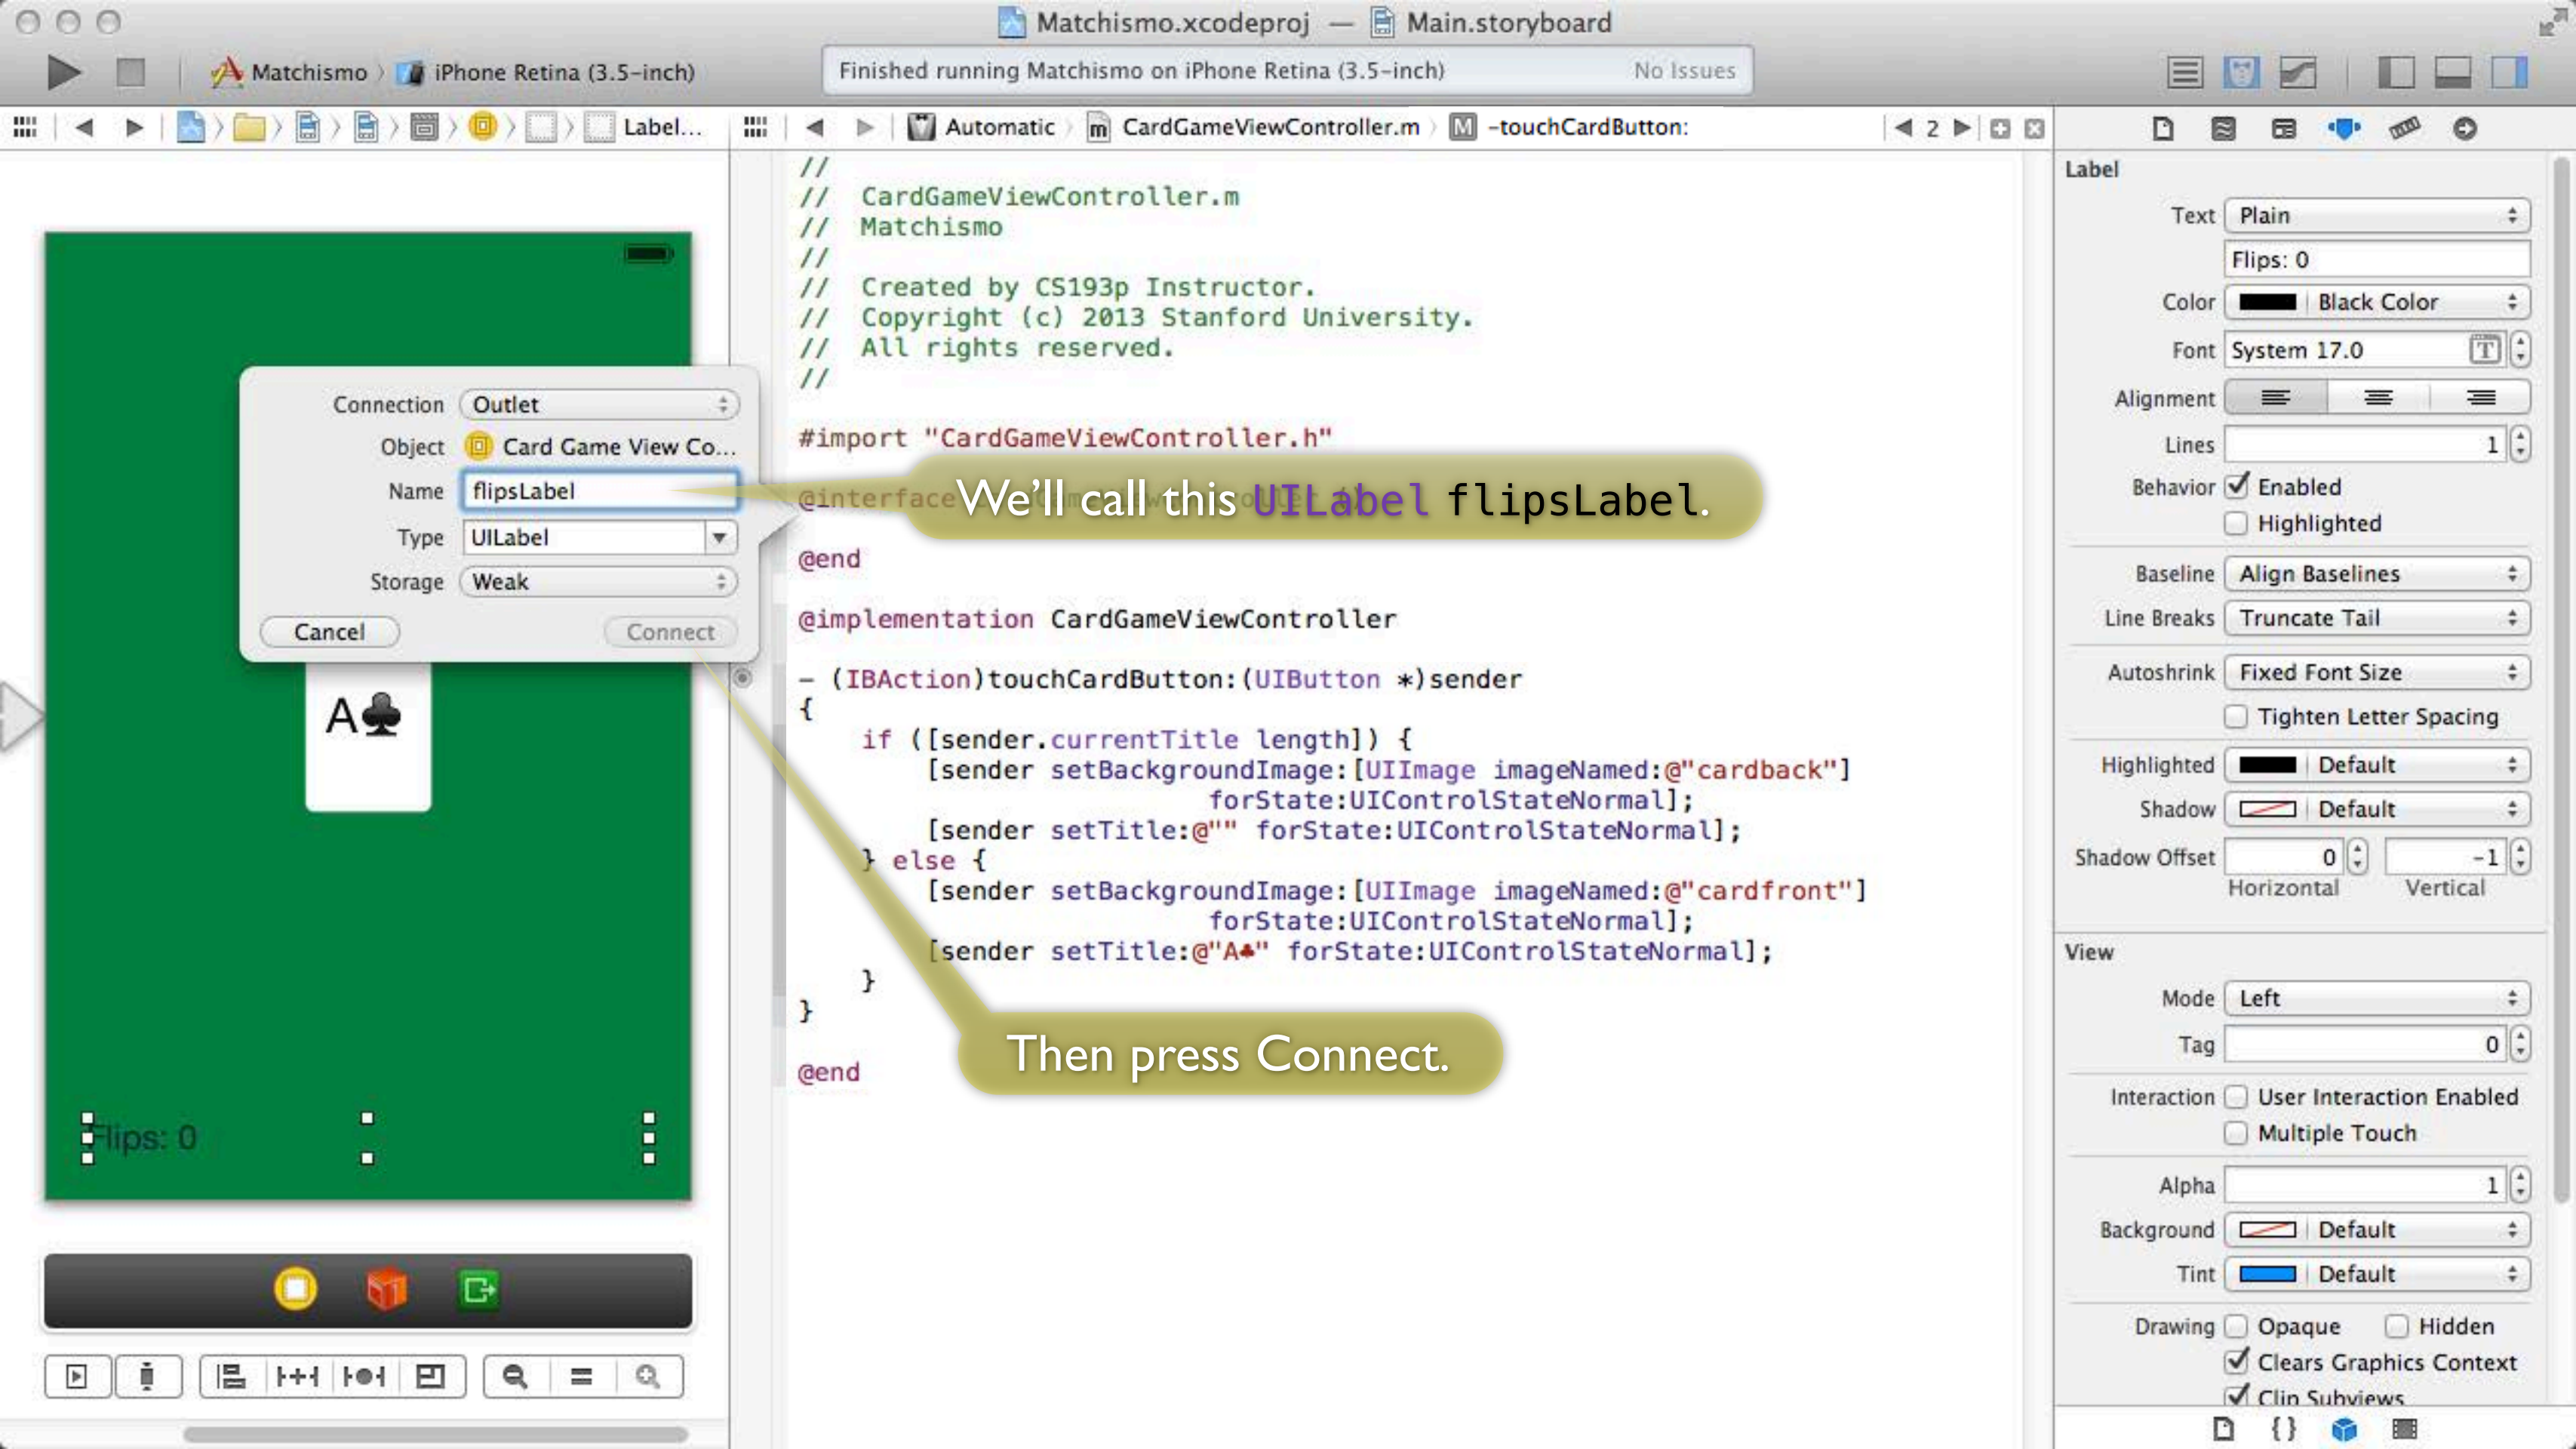 Matchismo.xcodeproj — Main.storyboard
Matchismo iPhone Retina (3.5-inch)
Finished running Matchismo on iPhone Retina (3.5-inch) No Issues
Label...
Automatic CardGameViewController.m M -touchCardButton: 2
//
// CardGameViewController.m
// Matchismo
//
// Created by CS193p Instructor.
// Copyright (c) 2013 Stanford University.
// All rights reserved.
//
#import "CardGameViewController.h"
@interface
@end
@implementation CardGameViewController
- (IBAction)touchCardButton:(UIButton *)sender
{
if ([sender.currentTitle length]) {
[sender setBackgroundImage:[UIImage imageNamed:@"cardback"]
forState:UIControlStateNormal];
[sender setTitle:@"" forState:UIControlStateNormal];
} else {
[sender setBackgroundImage:[UIImage imageNamed:@"cardfront"]
forState:UIControlStateNormal];
[sender setTitle:@"A♣" forState:UIControlStateNormal];
}
}
@end
We'll call this UILabel flipsLabel.
Then press Connect.
Connection Outlet
Object Card Game View Co...
Name flipsLabel
Type UILabel
Storage Weak
Cancel Connect
A♣
Flips: 0
Label
Text Plain
Flips: 0
Color Black Color
Font System 17.0 T
Alignment
Lines 1
Behavior Enabled
Highlighted
Baseline Align Baselines
Line Breaks Truncate Tail
Autoshrink Fixed Font Size
Tighten Letter Spacing
Highlighted Default
Shadow Default
Shadow Offset 0 -1
Horizontal Vertical
View
Mode Left
Tag 0
Interaction User Interaction Enabled
Multiple Touch
Alpha 1
Background Default
Tint Default
Drawing Opaque Hidden
Clears Graphics Context
Clip Subviews
{}